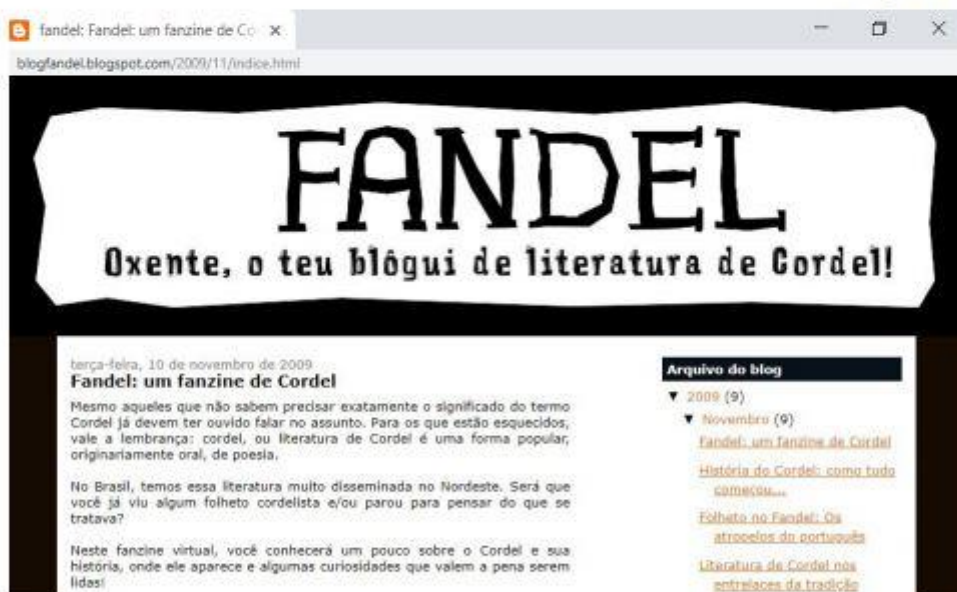 fandel: Fandel: um fanzine de Co
blogfandel.blogspot.com/2009/11/indice.html
FANDEL
Oxente, o teu blôgui de literatura de Cordel!
terça-feira, 10 de novembro de 2009
Fandel: um fanzine de Cordel
Mesmo aqueles que não sabem precisar exatamente o significado do termo
Cordel já devem ter ouvido falar no assunto. Para os que estão esquecidos,
vale a lembrança: cordel, ou literatura de Cordel é uma forma popular,
originariamente oral, de poesia.
No Brasil, temos essa literatura muito disseminada no Nordeste. Será que
você já viu algum folheto cordelista e/ou parou para pensar do que se
tratava?
Neste fanzine virtual, você conhecerá um pouco sobre o Cordel e sua
história, onde ele aparece e algumas curiosidades que valem a pena serem
lidas!
Arquivo do blog
▼ 2009 (9)
▼ Novembro (9)
Fandel: um fanzine de Cordel
História do Cordel: como tudo
começou...
Folheto no Fandel: Os
atropelos do português
Literatura de Cordel nos
entrelaces da tradição